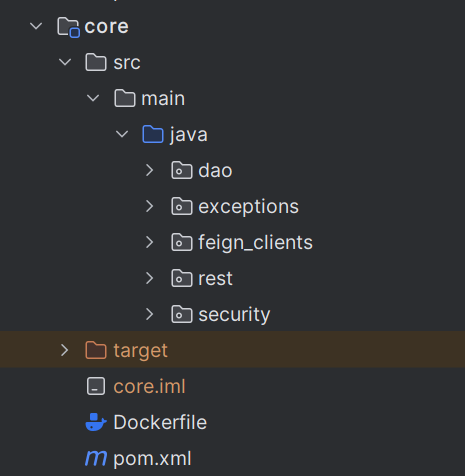 core
src
main
java
dao
exceptions
feign_clients
rest
security
target
core.iml
Dockerfile
pom.xml